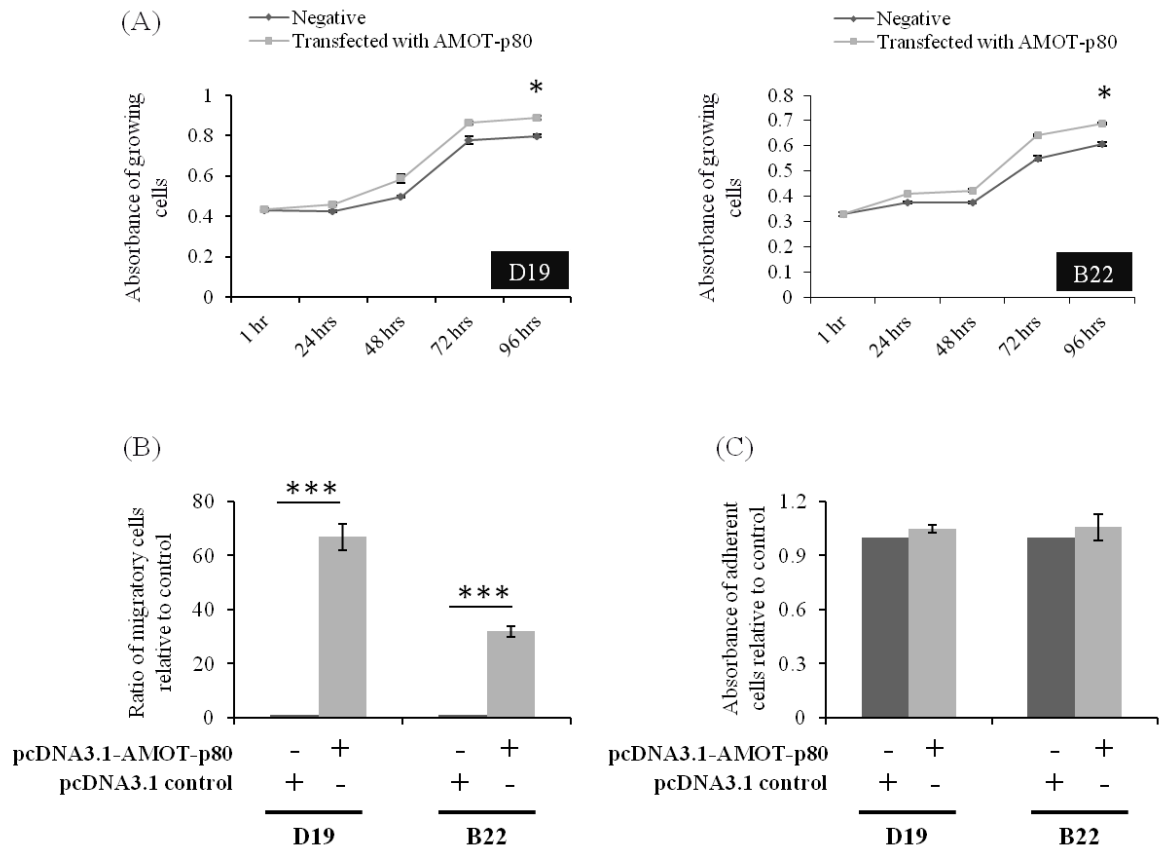 (A)
Negative
Transfected with AMOT-p80
Absorbance of growing
cells
1
0.8
0.6
0.4
0.2
0
*
D19
1 hr
24 hrs
48 hrs
72 hrs
96 hrs
Negative
Transfected with AMOT-p80
Absorbance of growing
cells
0.8
0.7
0.6
0.5
0.4
0.3
0.2
0.1
0
*
B22
1 hr
24 hrs
48 hrs
72 hrs
96 hrs
(B)
Ratio of migratory cells
relative to control
80
60
40
20
0
***
***
pcDNA3.1-AMOT-p80 - + - +
pcDNA3.1 control + - + -
D19 B22
(C)
Absorbance of adherent
cells relative to control
1.2
0.9
0.6
0.3
0
pcDNA3.1-AMOT-p80 - + - +
pcDNA3.1 control + - + -
D19 B22